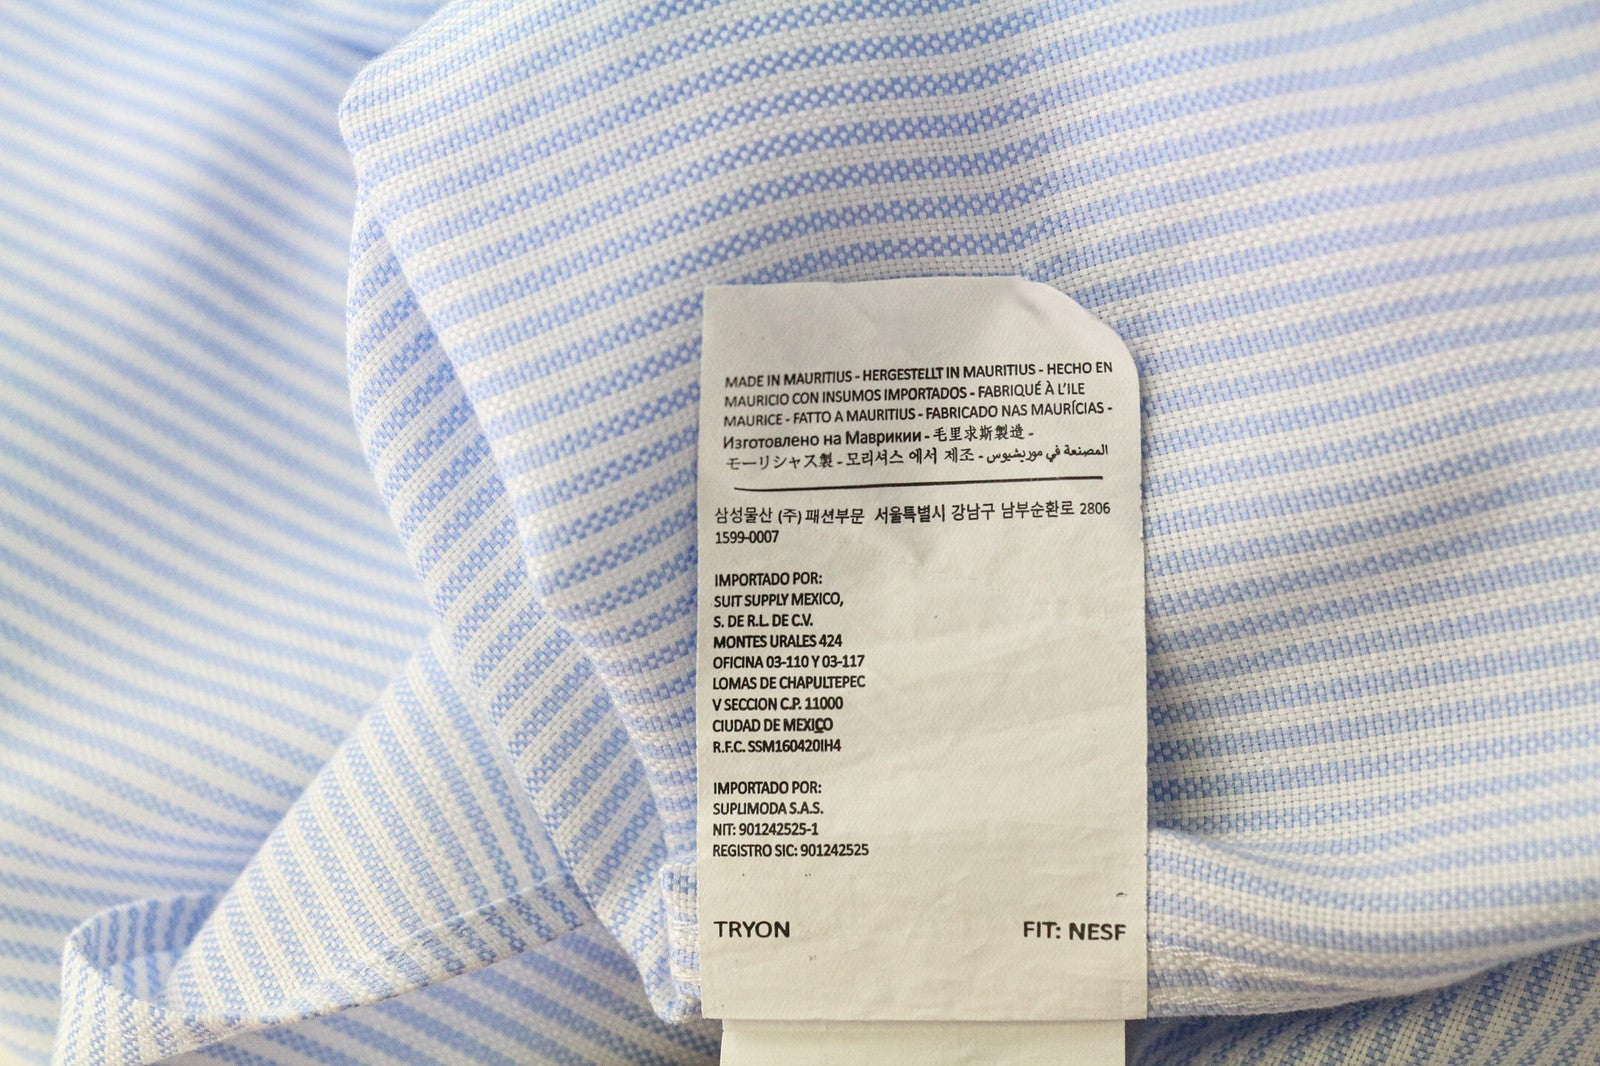 MADE IN MAURITIUS - HERGESTELLT IN MAURITIUS - HECHO EN
MAURICIO CON INSUMOS IMPORTADOS - FABRIQUÉ À L'ILE
MAURICE - FATTO A MAURITIUS - FABRICADO NAS MAURÍCIAS -
Изготовлено на Маврикии - 毛里求斯製造 -
モーリシャス製 - 모리셔스 에서 제조 - المصنعة في موريشيوس
삼성물산 (주) 패션부문 서울특별시 강남구 남부순환로 2806
1599-0007
IMPORTADO POR:
SUIT SUPPLY MEXICO,
S. DE R.L. DE C.V.
MONTES URALES 424
OFICINA 03-110 Y 03-117
LOMAS DE CHAPULTEPEC
V SECCION C.P. 11000
CIUDAD DE MEXICO
R.F.C. SSM160420IH4
IMPORTADO POR:
SUPLIMODA S.A.S.
NIT: 901242525-1
REGISTRO SIC: 901242525
TRYON FIT: NESF